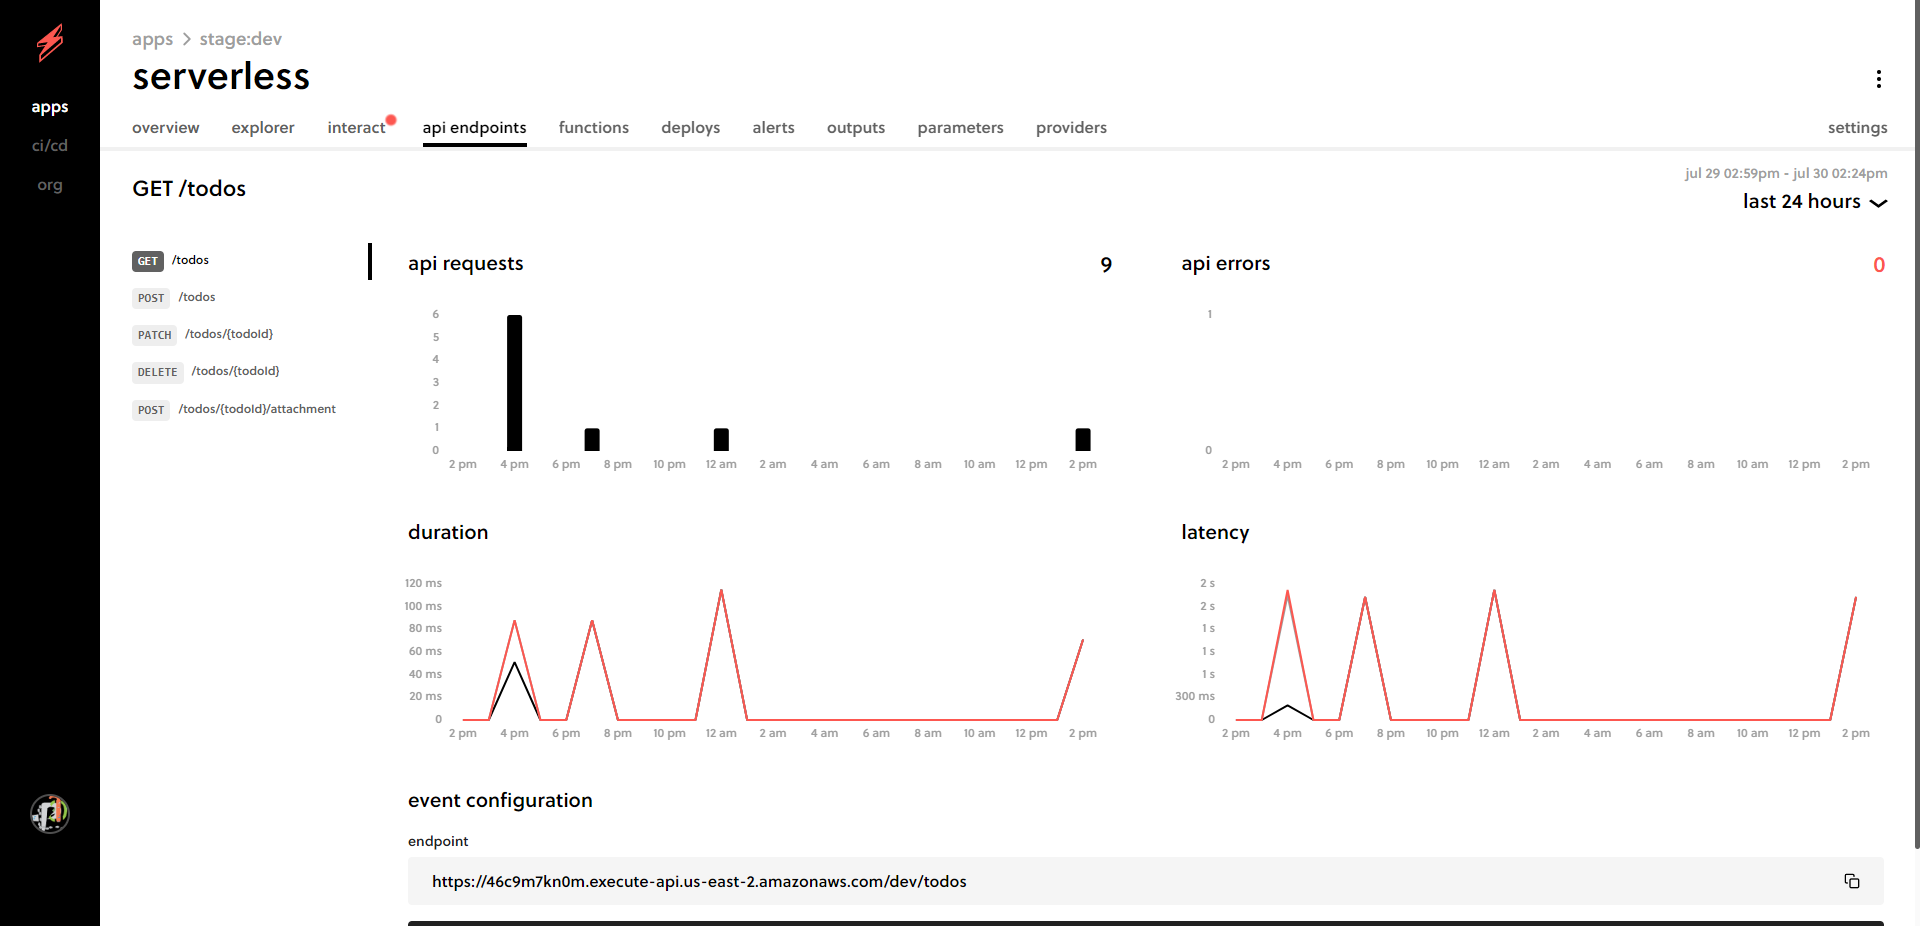 apps
ci/cd
org
apps > stage:dev
serverless
overview explorer interact api endpoints functions deploys alerts outputs parameters providers settings
GET /todos
jul 29 02:59pm - jul 30 02:24pm
last 24 hours
GET /todos
POST /todos
PATCH /todos/{todoId}
DELETE /todos/{todoId}
POST /todos/{todoId}/attachment
api requests 9
6
5
4
3
2
1
0
2 pm 4 pm 6 pm 8 pm 10 pm 12 am 2 am 4 am 6 am 8 am 10 am 12 pm 2 pm
api errors 0
1
0
2 pm 4 pm 6 pm 8 pm 10 pm 12 am 2 am 4 am 6 am 8 am 10 am 12 pm 2 pm
duration
120 ms
100 ms
80 ms
60 ms
40 ms
20 ms
0
2 pm 4 pm 6 pm 8 pm 10 pm 12 am 2 am 4 am 6 am 8 am 10 am 12 pm 2 pm
latency
2 s
2 s
1 s
1 s
1 s
300 ms
0
2 pm 4 pm 6 pm 8 pm 10 pm 12 am 2 am 4 am 6 am 8 am 10 am 12 pm 2 pm
event configuration
endpoint
https://46c9m7kn0m.execute-api.us-east-2.amazonaws.com/dev/todos